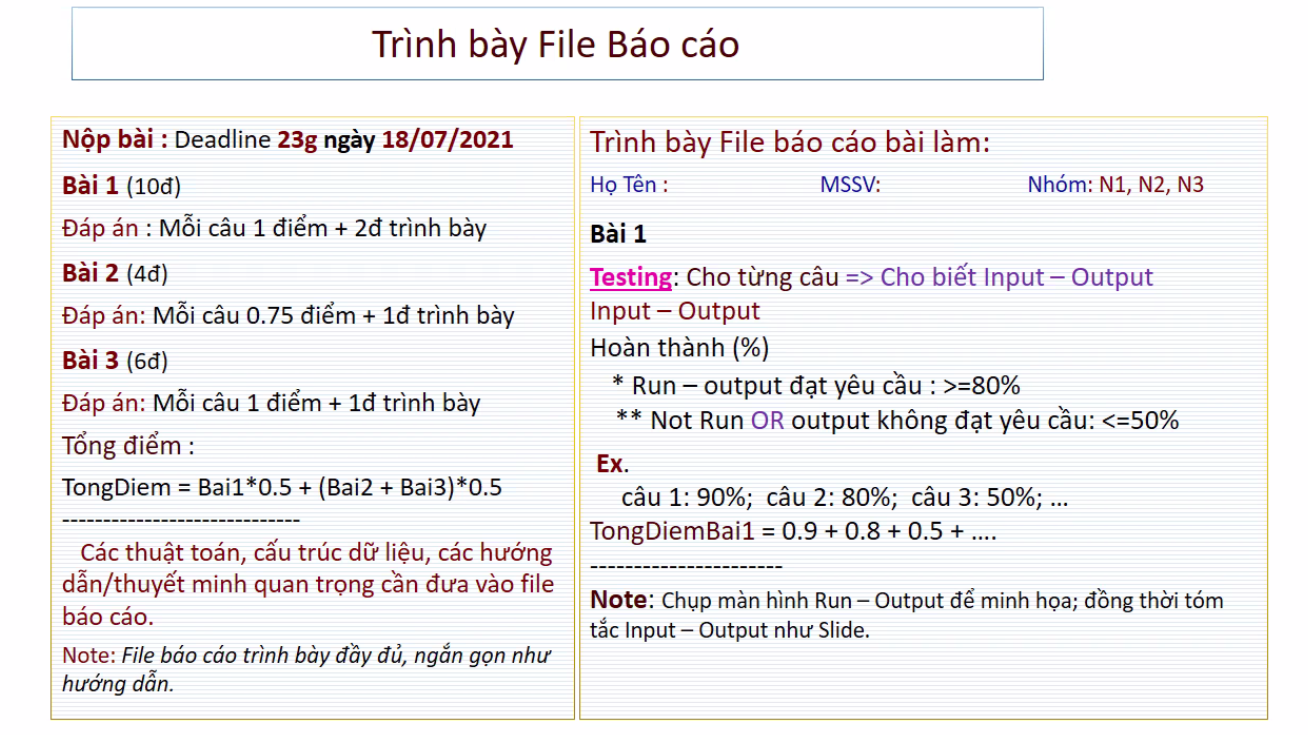 Trình bày File Báo cáo
Nộp bài : Deadline 23g ngày 18/07/2021
Bài 1 (10đ)
Đáp án : Mỗi câu 1 điểm + 2đ trình bày
Bài 2 (4đ)
Đáp án: Mỗi câu 0.75 điểm + 1đ trình bày
Bài 3 (6đ)
Đáp án: Mỗi câu 1 điểm + 1đ trình bày
Tổng điểm :
TongDiem = Bai1*0.5 + (Bai2 + Bai3)*0.5
-----------------------------
Các thuật toán, cấu trúc dữ liệu, các hướng
dẫn/thuyết minh quan trọng cần đưa vào file
báo cáo.
Note: File báo cáo trình bày đầy đủ, ngắn gọn như
hướng dẫn.
Trình bày File báo cáo bài làm:
Họ Tên : MSSV: Nhóm: N1, N2, N3
Bài 1
Testing: Cho từng câu => Cho biết Input – Output
Input – Output
Hoàn thành (%)
* Run – output đạt yêu cầu : >=80%
** Not Run OR output không đạt yêu cầu: <=50%
Ex.
câu 1: 90%; câu 2: 80%; câu 3: 50%; ...
TongDiemBai1 = 0.9 + 0.8 + 0.5 + ....
-----------------------
Note: Chụp màn hình Run – Output để minh họa; đồng thời tóm
tắc Input – Output như Slide.